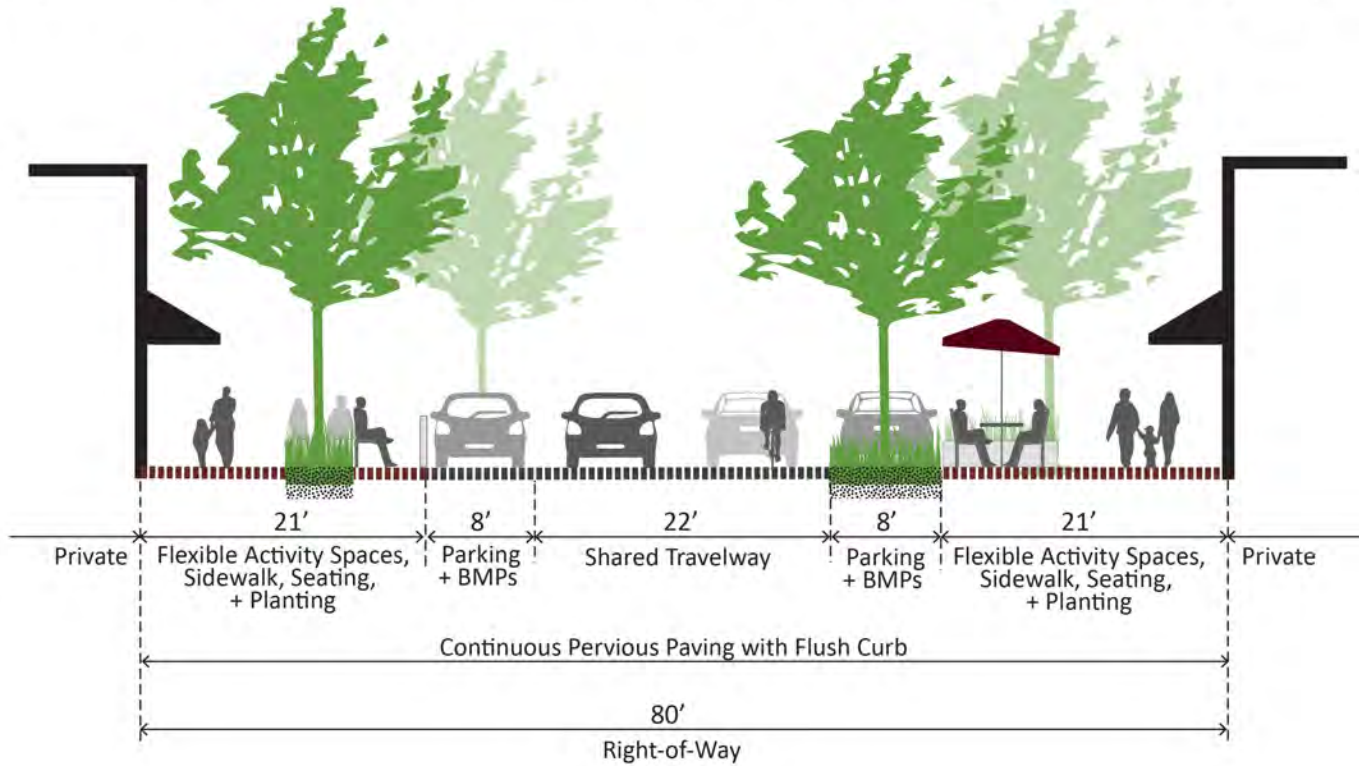 21′
8′
22′
8′
21′
Private
Flexible Activity Spaces,
Sidewalk, Seating,
+ Planting
Parking
+ BMPs
Shared Travelway
Parking
+ BMPs
Flexible Activity Spaces,
Sidewalk, Seating,
+ Planting
Private
Continuous Pervious Paving with Flush Curb
80′
Right-of-Way